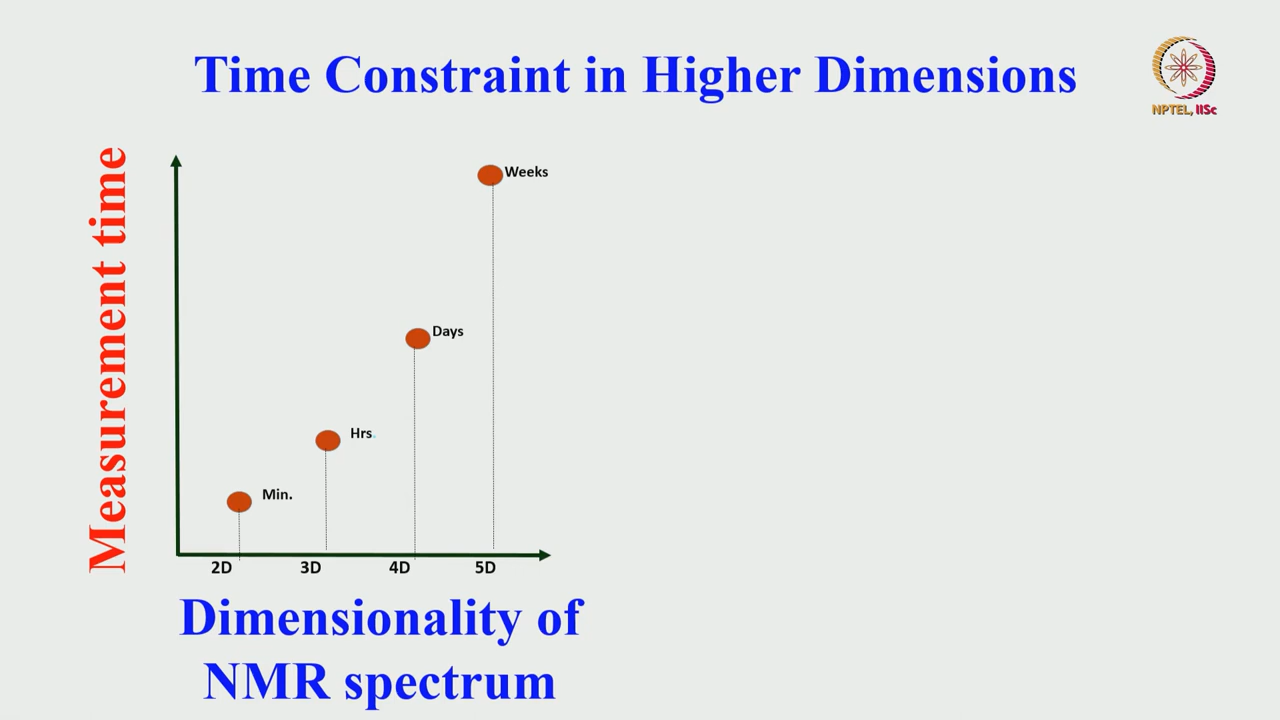 Time Constraint in Higher Dimensions
NPTEL, IISc
Measurement time
Weeks
Days
Hrs.
Min.
2D 3D 4D 5D
Dimensionality of
NMR spectrum